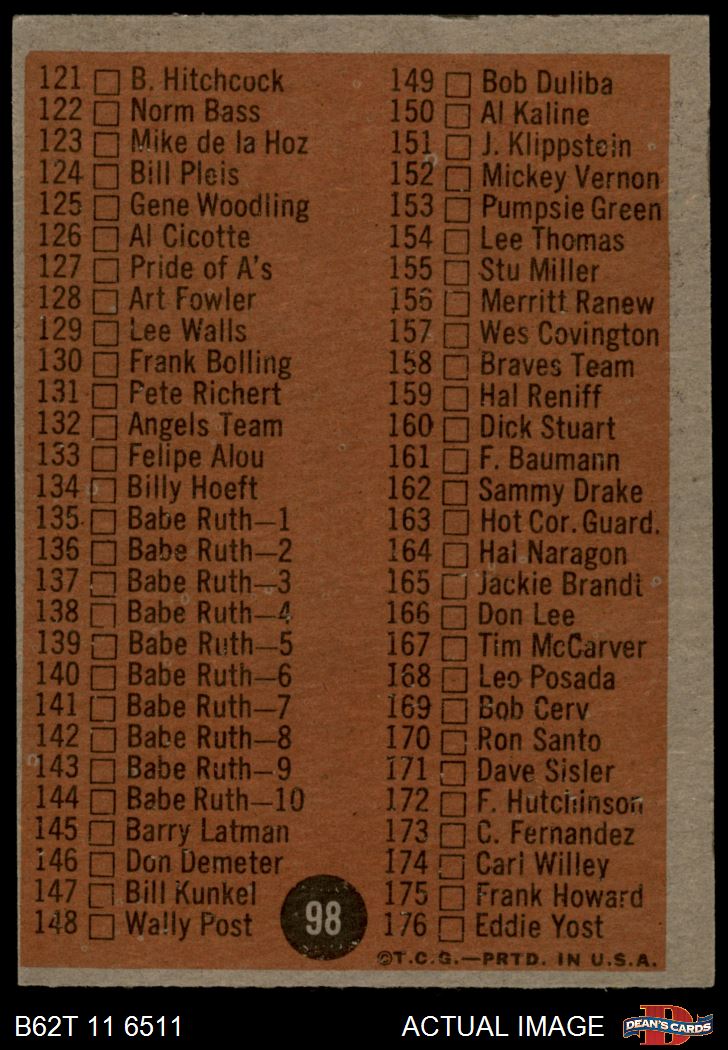 121 B. Hitchcock
122 Norm Bass
123 Mike de la Hoz
124 Bill Pleis
125 Gene Woodling
126 Al Cicotte
127 Pride of A's
128 Art Fowler
129 Lee Walls
130 Frank Bolling
131 Pete Richert
132 Angels Team
133 Felipe Alou
134 Billy Hoeft
135 Babe Ruth—1
136 Babe Ruth—2
137 Babe Ruth—3
138 Babe Ruth—4
139 Babe Ruth—5
140 Babe Ruth—6
141 Babe Ruth—7
142 Babe Ruth—8
143 Babe Ruth—9
144 Babe Ruth—10
145 Barry Latman
146 Don Demeter
147 Bill Kunkel
148 Wally Post
98
149 Bob Duliba
150 Al Kaline
151 J. Klippstein
152 Mickey Vernon
153 Pumpsie Green
154 Lee Thomas
155 Stu Miller
156 Merritt Ranew
157 Wes Covington
158 Braves Team
159 Hal Reniff
160 Dick Stuart
161 F. Baumann
162 Sammy Drake
163 Hot Cor. Guard.
164 Hal Naragon
165 Jackie Brandt
166 Don Lee
167 Tim McCarver
168 Leo Posada
169 Bob Cerv
170 Ron Santo
171 Dave Sisler
172 F. Hutchinson
173 C. Fernandez
174 Carl Willey
175 Frank Howard
176 Eddie Yost
©T.C.G.—PRTD. IN U.S.A.
B62T 11 6511
ACTUAL IMAGE
DEAN'S CARDS